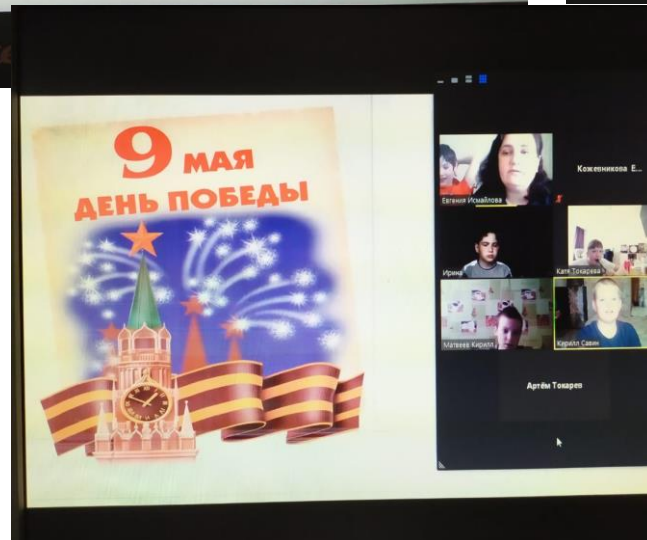 9 МАЯ
ДЕНЬ ПОБЕДЫ
Евгения Исмайлова
Кожевникова Е...
Ирина
Катя Токарева
Матвеев Кирилл
Кирилл Савин
Артём Токарев